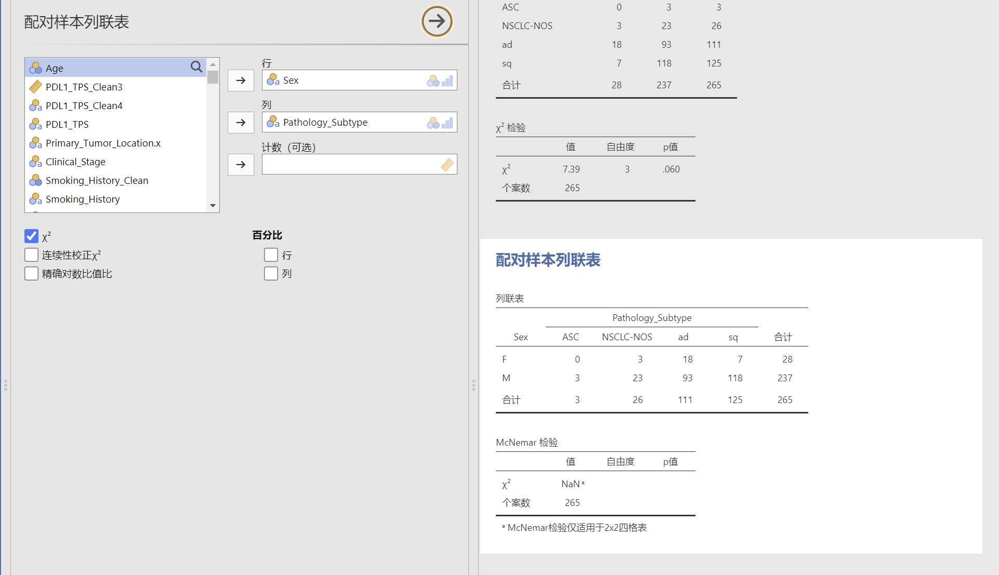 配对样本列联表
Age
PDL1_TPS_Clean3
PDL1_TPS_Clean4
PDL1_TPS
Primary_Tumor_Location.x
Clinical_Stage
Smoking_History_Clean
Smoking_History
行
Sex
列
Pathology_Subtype
计数（可选）
χ²
连续性校正χ²
精确对数比值比
百分比
行
列
ASC 0 3 3
NSCLC-NOS 3 23 26
ad 18 93 111
sq 7 118 125
合计 28 237 265
χ² 检验
值 自由度 p值
χ² 7.39 3 .060
个案数 265
配对样本列联表
列联表
Pathology_Subtype
Sex ASC NSCLC-NOS ad sq 合计
F 0 3 18 7 28
M 3 23 93 118 237
合计 3 26 111 125 265
McNemar 检验
值 自由度 p值
χ² NaN ᵃ
个案数 265
ᵃ McNemar检验仅适用于2x2四格表